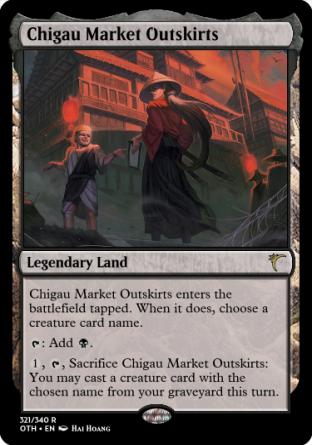 Chigau Market Outskirts
Legendary Land
Chigau Market Outskirts enters the
battlefield tapped. When it does, choose a
creature card name.
: Add .
1, , Sacrifice Chigau Market Outskirts:
You may cast a creature card with the
chosen name from your graveyard this turn.
321/340 R
OTH • EN Hai Hoang